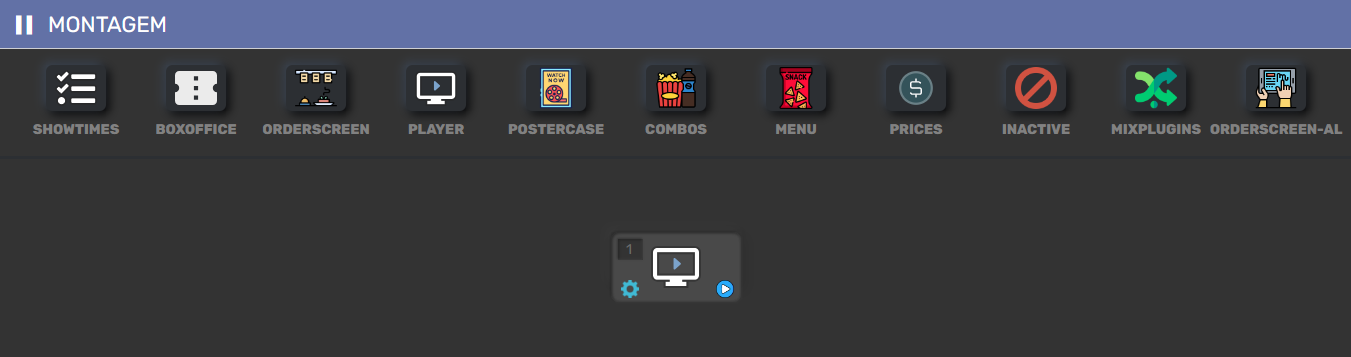 MONTAGEM
WATCH
NOW
SNACK
$
SHOWTIMES
BOXOFFICE
ORDERSCREEN
PLAYER
POSTERCASE
COMBOS
MENU
PRICES
INACTIVE
MIXPLUGINS
ORDERSCREEN-AL
1